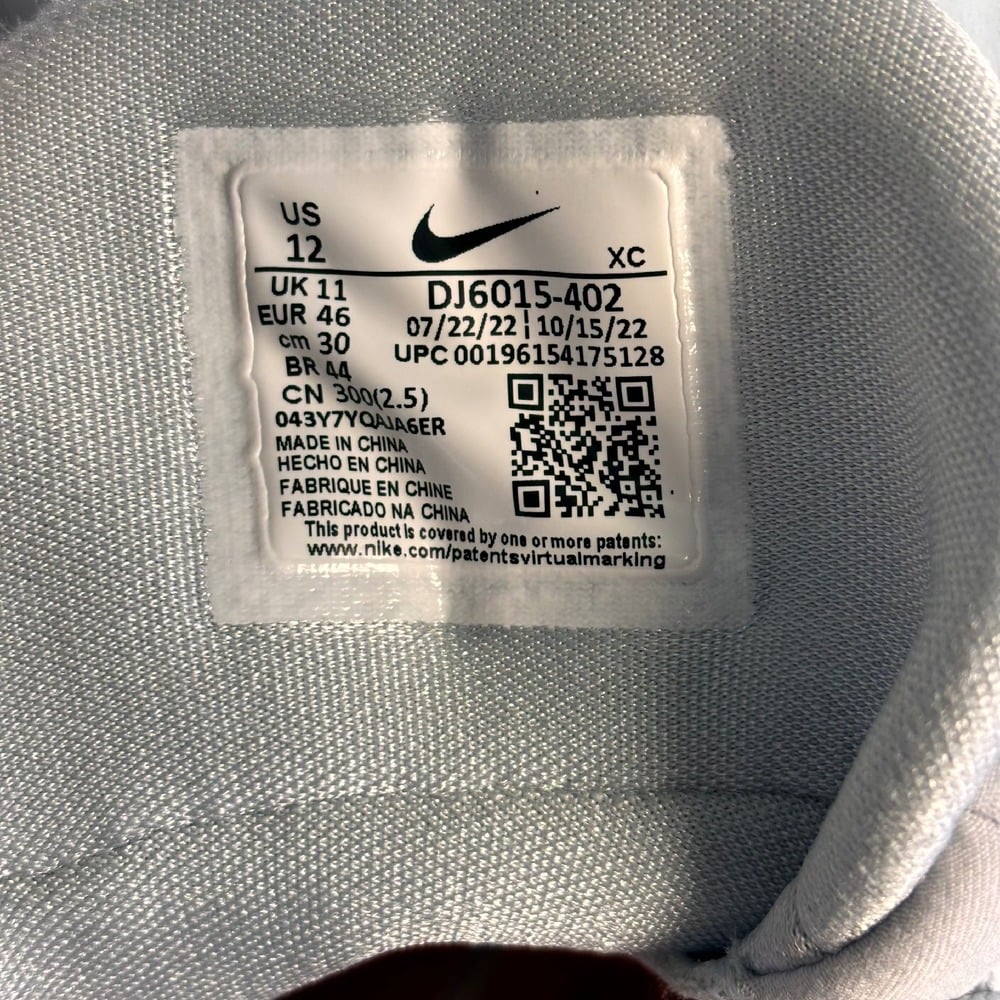 US
12
XC
UK 11
EUR 46
cm 30
BR 44
CN 300(2.5)
043Y7YQAJA6ER
MADE IN CHINA
HECHO EN CHINA
FABRIQUE EN CHINE
FABRICADO NA CHINA
DJ6015-402
07/22/22 | 10/15/22
UPC 00196154175128
This product is covered by one or more patents:
www.nike.com/patentsvirtualmarking